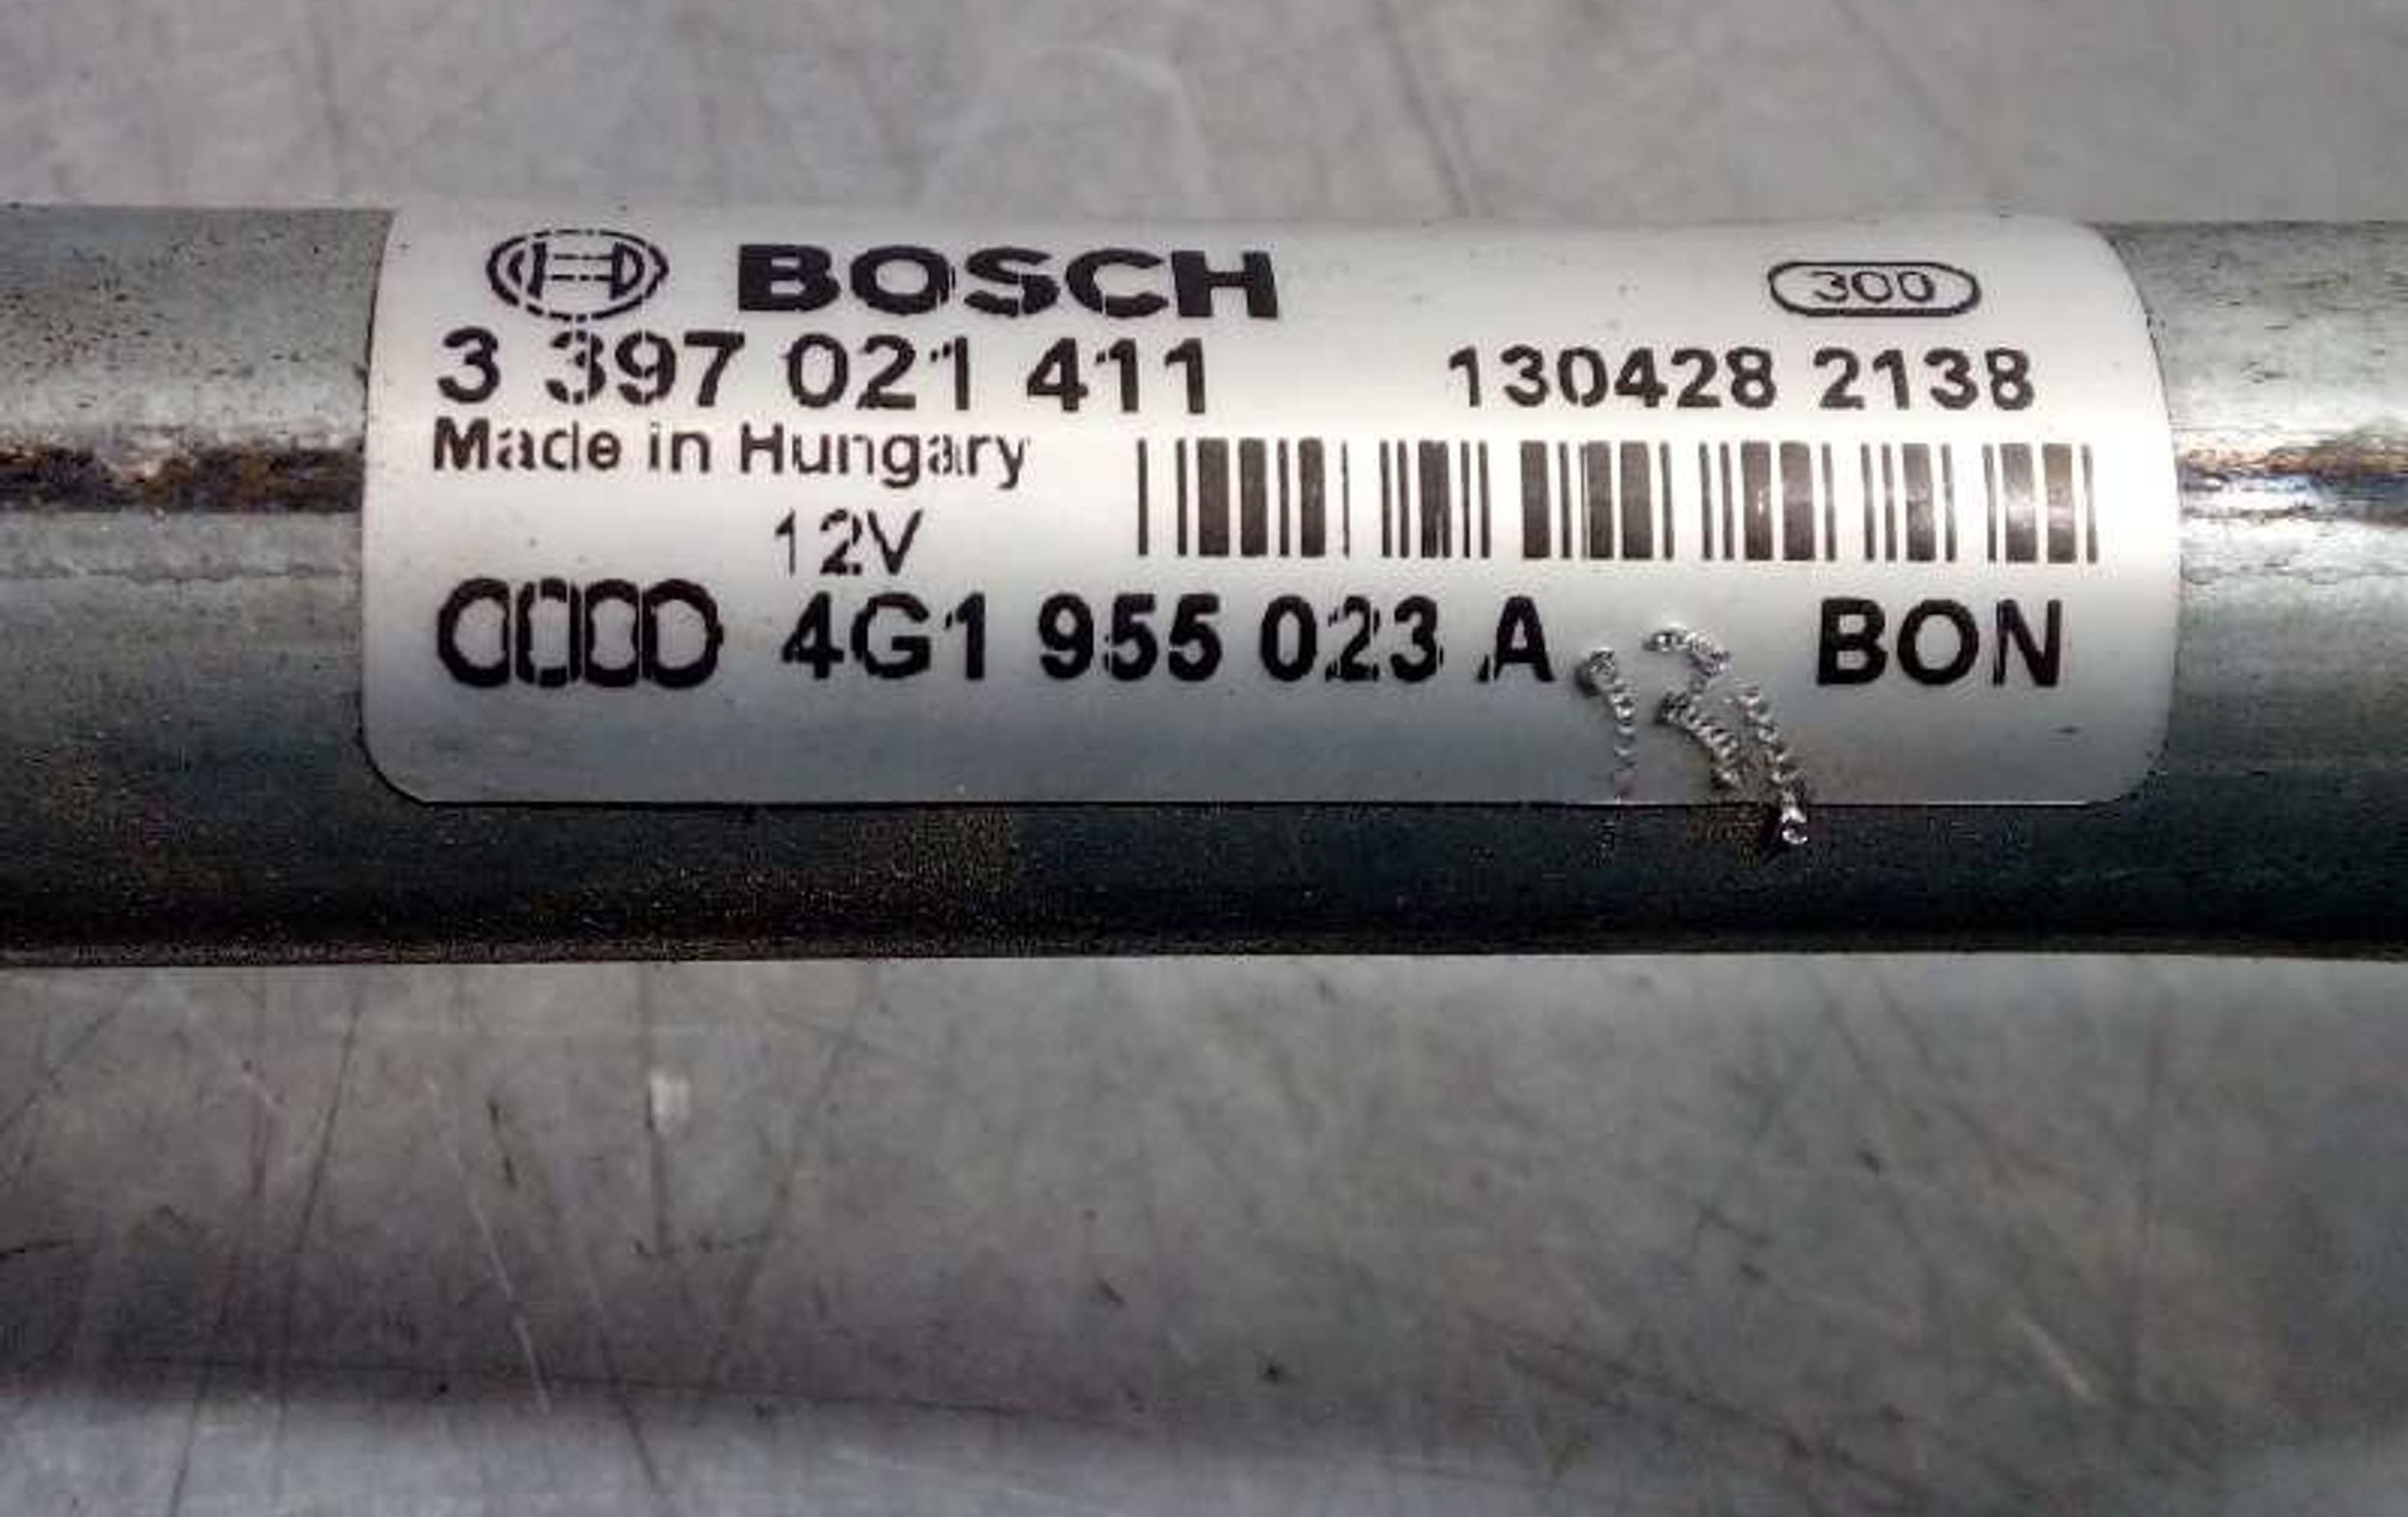 BOSCH 300
3 397 021 411 130428 2138
Made in Hungary
12V
4G1 955 023 A BON